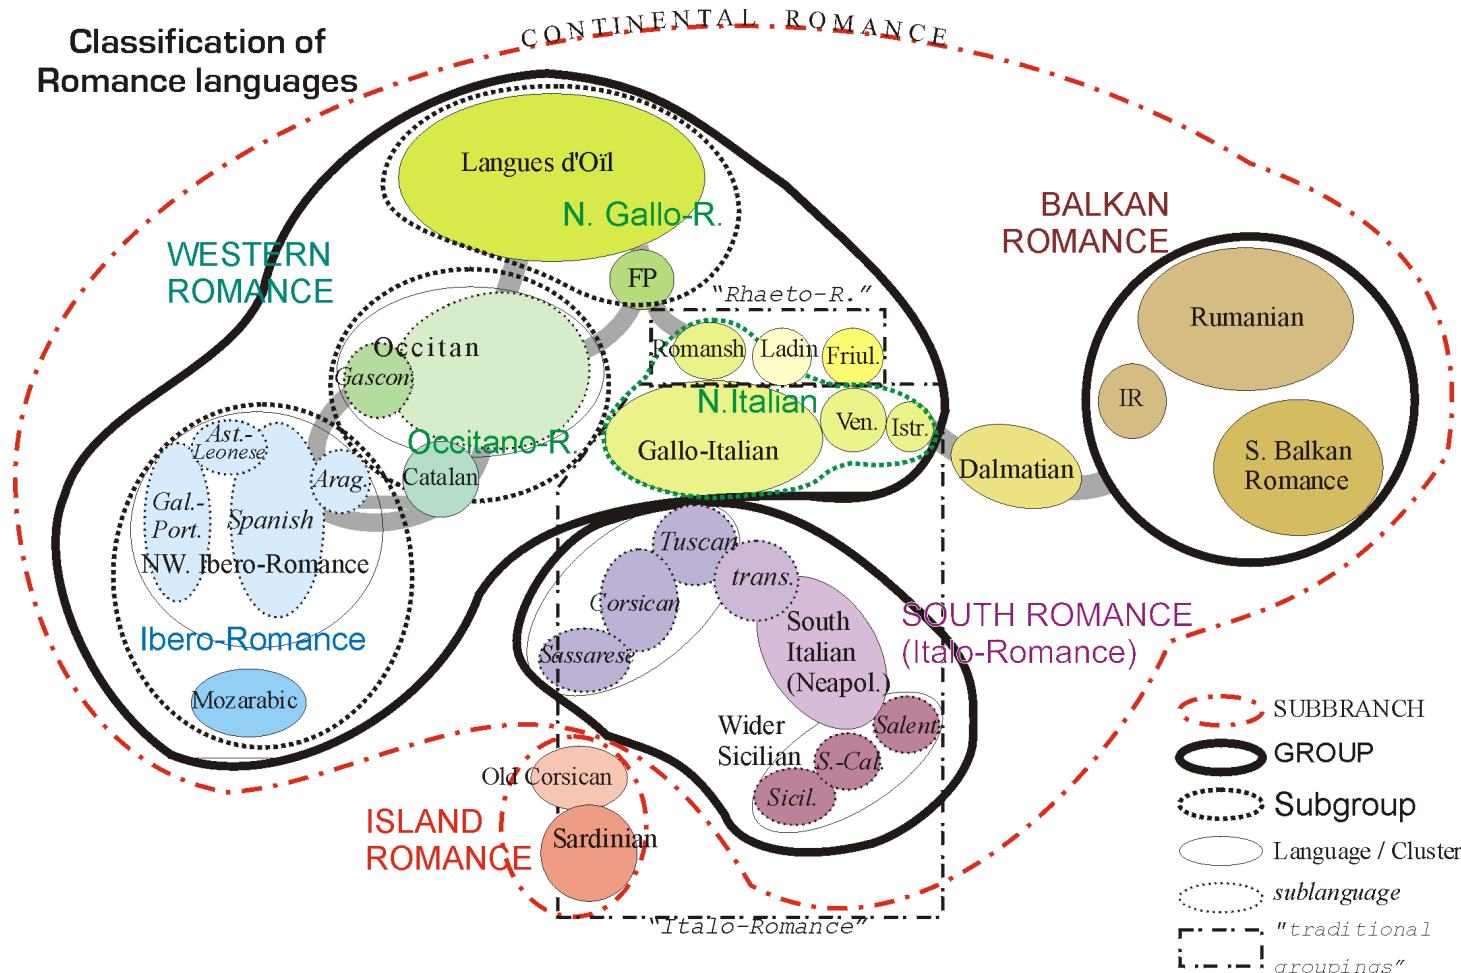 CONTINENTAL ROMANCE
Classification of
Romance languages
Langues d'Oïl
N. Gallo-R.
BALKAN
ROMANCE
WESTERN
ROMANCE
FP
"Rhaeto-R."
Rumanian
Occitan
Romansh
Ladin
Friul.
Gascon
IR
N.Italian
Ven.
Istr.
Ast.-
Leonese
Occitano-R.
Gallo-Italian
Dalmatian
S. Balkan
Romance
Arag.
Catalan
Gal.-
Port.
Spanish
NW. Ibero-Romance
Tuscan
trans.
Corsican
Ibero-Romance
Sassarese
South
Italian
(Neapol.)
SOUTH ROMANCE
(Italo-Romance)
Mozarabic
Wider
Sicilian
Salent.
S.-Cal.
Sicil.
Old Corsican
Sardinian
ISLAND
ROMANCE
"Italo-Romance"
SUBBRANCH
GROUP
Subgroup
Language / Cluster
sublanguage
"traditional
groupings"